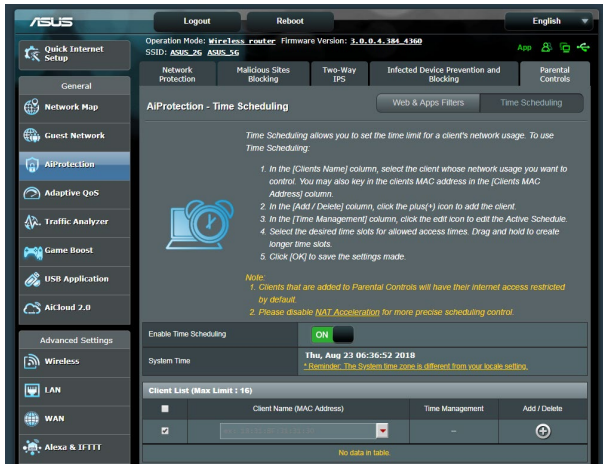 ASUS
Logout
Reboot
English
Operation Mode: Wireless router Firmware Version: 3.0.0.4.384_4360
SSID: ASUS_2G ASUS_5G
App
Quick Internet
Setup
General
Network Map
Guest Network
AiProtection
Adaptive QoS
Traffic Analyzer
Game Boost
USB Application
AiCloud 2.0
Advanced Settings
Wireless
LAN
WAN
Alexa & IFTTT
Network
Protection
Malicious Sites
Blocking
Two-Way
IPS
Infected Device Prevention and
Blocking
Parental
Controls
AiProtection - Time Scheduling
Web & Apps Filters
Time Scheduling
Time Scheduling allows you to set the time limit for a client's network usage. To use
Time Scheduling:
1. In the [Clients Name] column, select the client whose network usage you want to
control. You may also key in the clients MAC address in the [Clients MAC
Address] column.
2. In the [Add / Delete] column, click the plus(+) icon to add the client.
3. In the [Time Management] column, click the edit icon to edit the Active Schedule.
4. Select the desired time slots for allowed access times. Drag and hold to create
longer time slots.
5. Click [OK] to save the settings made.
Note:
1. Clients that are added to Parental Controls will have their internet access restricted
by default.
2. Please disable NAT Acceleration for more precise scheduling control.
Enable Time Scheduling
ON
System Time
Thu, Aug 23 06:36:52 2018
* Reminder: The System time zone is different from your locale setting.
Client List (Max Limit : 16)
Client Name (MAC Address)
Time Management
Add / Delete
–
No data in table.